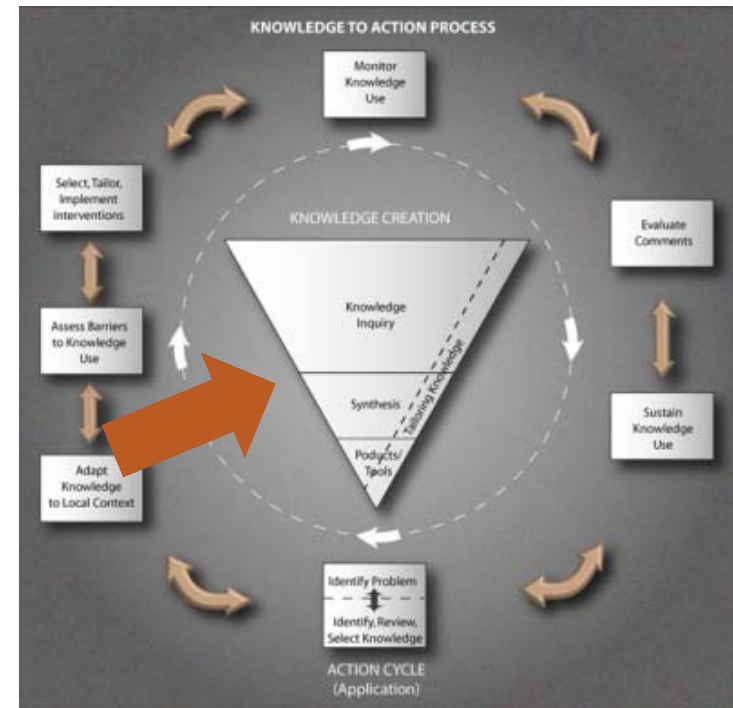 KNOWLEDGE TO ACTION PROCESS
Monitor
Knowledge
Use
Select, Tailor,
Implement
interventions
KNOWLEDGE CREATION
Evaluate
Comments
Knowledge
Inquiry
Assess Barriers
to Knowledge
Use
Tailoring Knowledge
Synthesis
Sustain
Knowledge
Use
Poducts/
Tools
Adapt
Knowledge
to Local Context
Identify Problem
Identify, Review,
Select Knowledge
ACTION CYCLE
(Application)